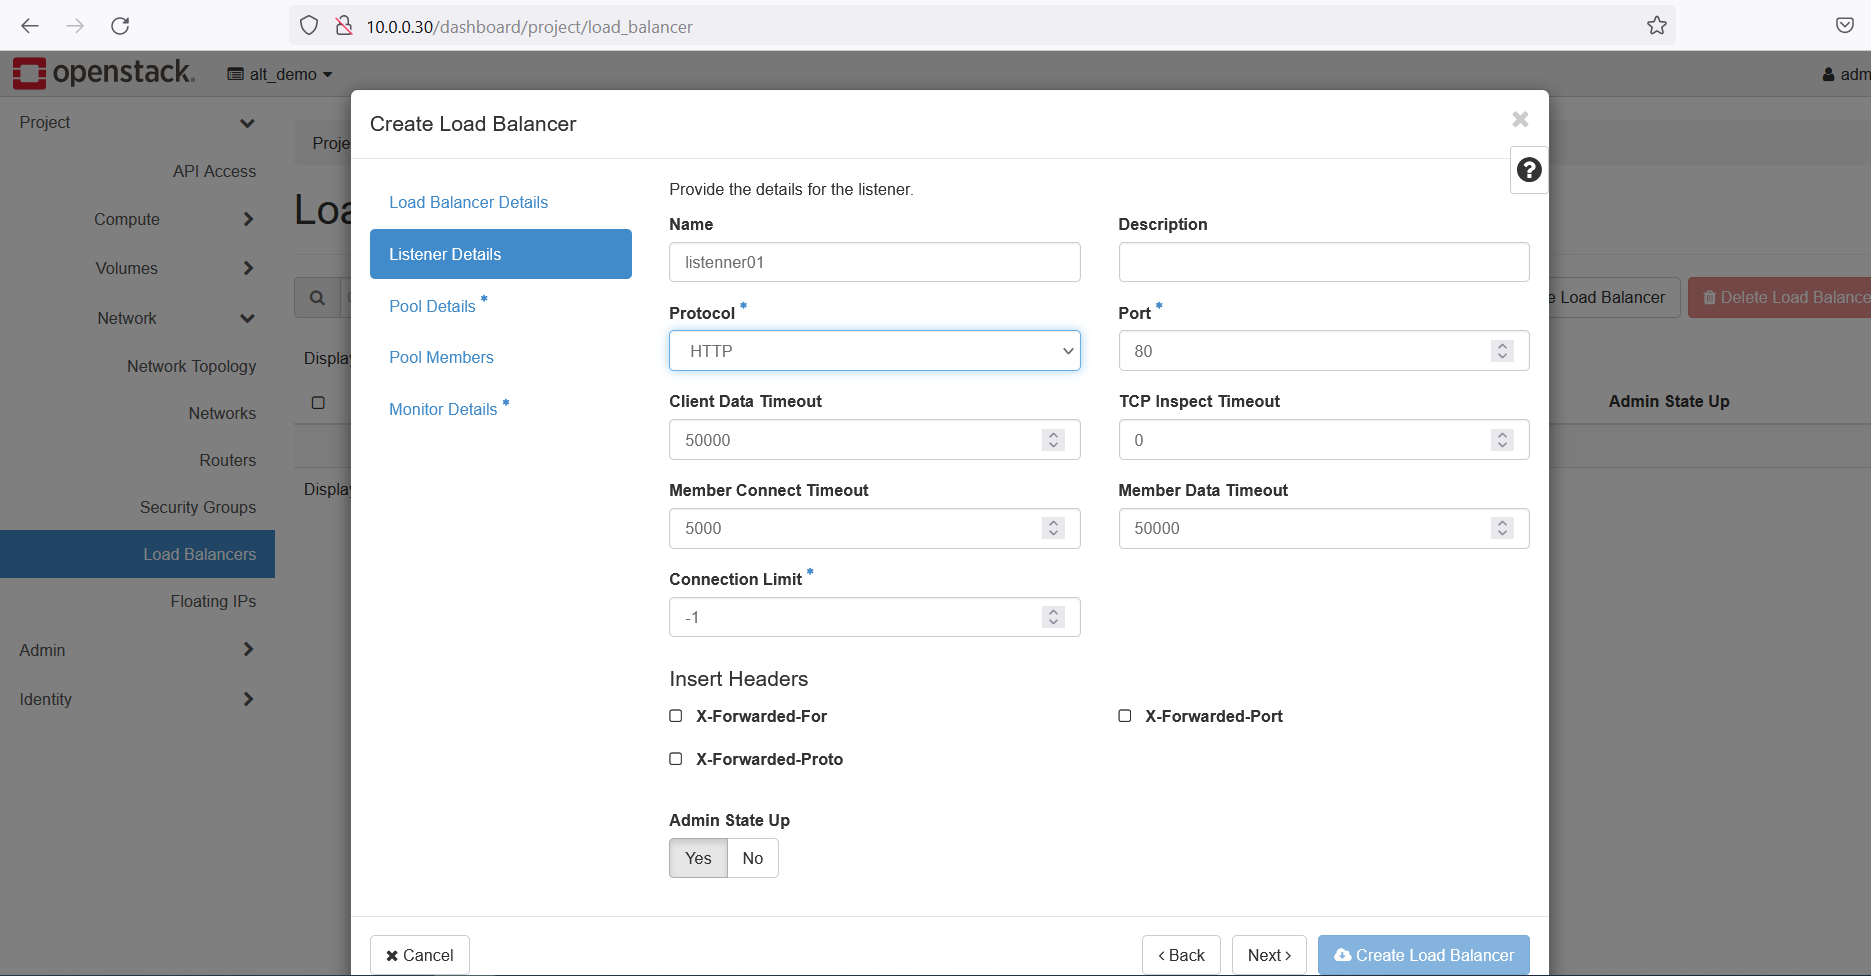 10.0.0.30/dashboard/project/load_balancer
openstack.
alt_demo
adm
Project
API Access
Compute
Volumes
Network
Network Topology
Networks
Routers
Security Groups
Load Balancers
Floating IPs
Admin
Identity
Proje
Loa
e Load Balancer
Delete Load Balance
Display
Admin State Up
Display
Create Load Balancer
Load Balancer Details
Listener Details
Pool Details *
Pool Members
Monitor Details *
Provide the details for the listener.
Name
Description
listenner01
Protocol *
Port *
HTTP
80
Client Data Timeout
TCP Inspect Timeout
50000
0
Member Connect Timeout
Member Data Timeout
5000
50000
Connection Limit *
-1
Insert Headers
X-Forwarded-For
X-Forwarded-Port
X-Forwarded-Proto
Admin State Up
Yes No
Cancel
Back
Next
Create Load Balancer